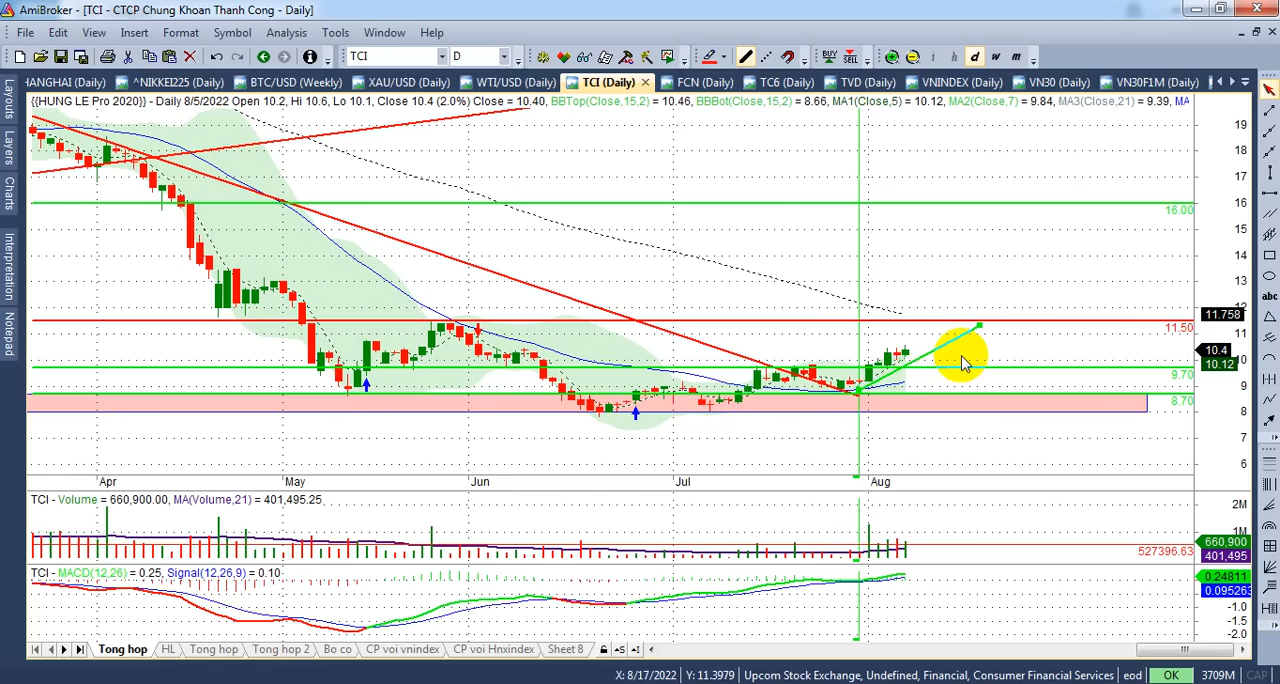 AmiBroker - [TCI - CTCP Chung Khoan Thanh Cong - Daily]
File Edit View Insert Format Symbol Analysis Tools Window Help
TCI D BUY SELL i h d w m
HANGHAI (Daily) ^NIKKEI225 (Daily) BTC/USD (Weekly) XAU/USD (Daily) WTI/USD (Daily) TCI (Daily) FCN (Daily) TC6 (Daily) TVD (Daily) VNINDEX (Daily) VN30 (Daily) VN30F1M (Daily)
Layouts
Layers
Charts
Interpretation
Notepad
{{HUNG LE Pro 2020}} - Daily 8/5/2022 Open 10.2, Hi 10.6, Lo 10.1, Close 10.4 (2.0%) Close = 10.40, BBTop(Close,15,2) = 10.46, BBBot(Close,15,2) = 8.66, MA1(Close,5) = 10.12, MA2(Close,7) = 9.84, MA3(Close,21) = 9.39, MA
19
18
17
16
16.00
15
14
13
12
11.758
11.50
11
10.4
10
10.12
9.70
9
8.70
8
7
6
abc
Apr May Jun Jul Aug
TCI - Volume = 660,900.00, MA(Volume,21) = 401,495.25
2M
1M
660,900
527396.63
401,495
TCI - MACD(12,26) = 0.25, Signal(12,26,9) = 0.10
0.24811
0.095263
-1.0
-1.5
-2.0
Tong hop HL Tong hop Tong hop 2 Bo co CP voi vnindex CP voi Hnxindex Sheet 8
X: 8/17/2022 Y: 11.3979 Upcom Stock Exchange, Undefined, Financial, Consumer Financial Services eod OK 3709M CAP